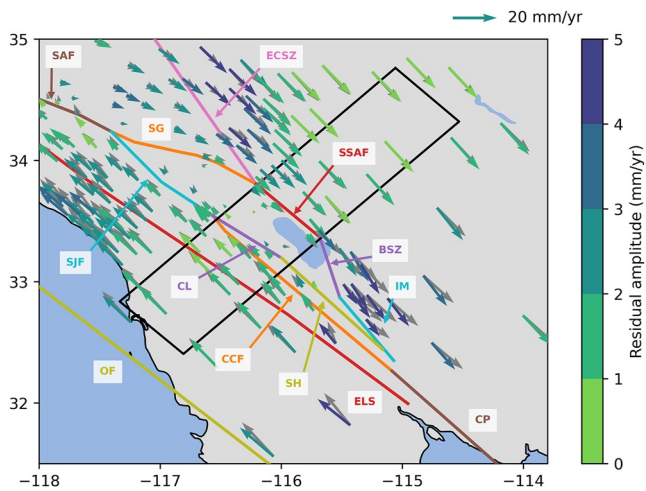 20 mm/yr
35
34
33
32
SAF
ECSZ
SG
SSAF
SJF
CL
BSZ
IM
CCF
SH
OF
ELS
CP
−118
−117
−116
−115
−114
5
4
3
2
1
0
Residual amplitude (mm/yr)